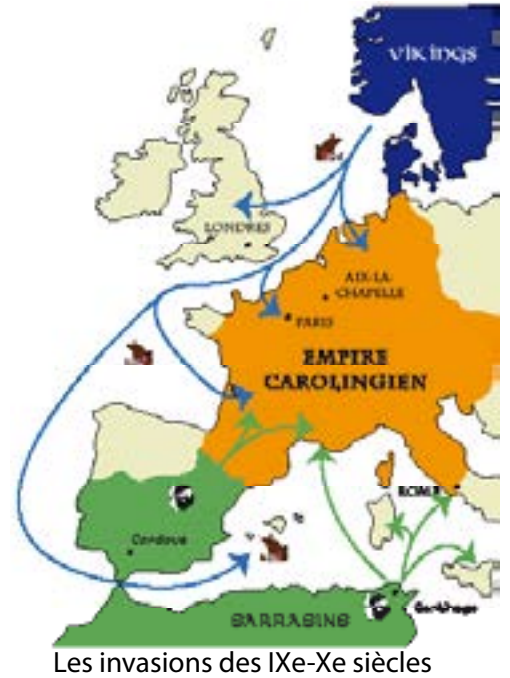 VIKINGS
LONDRES
AIX-LA-
CHAPELLE
PARIS
EMPIRE
CAROLINGIEN
ROME
Cordoue
Carthage
SARRASINS
Les invasions des IXe-Xe siècles